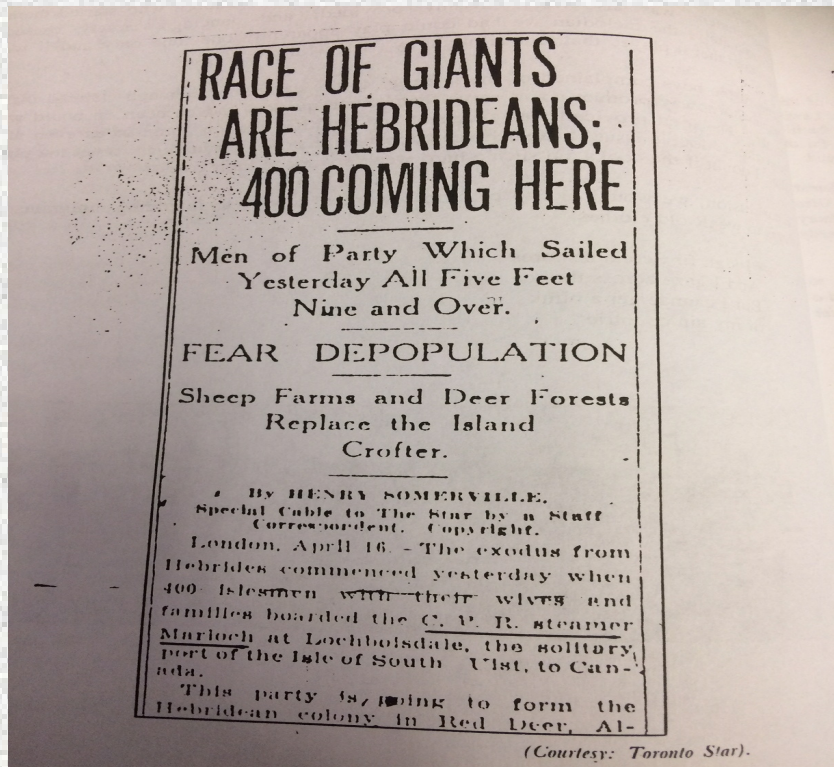 RACE OF GIANTS
ARE HEBRIDEANS;
400 COMING HERE
Men of Party Which Sailed
Yesterday All Five Feet
Nine and Over.
FEAR DEPOPULATION
Sheep Farms and Deer Forests
Replace the Island
Crofter.
By HENRY SOMERVILLE.
Special Cable to The Star by a Staff
Correspondent. Copyright.
London, April 16. - The exodus from
Hebrides commenced yesterday when
400 islesmen with their wives and
families boarded the C. P. R. steamer
Marloch at Lochboisdale, the solitary
port of the Isle of South Uist, to Can-
ada.
This party is going to form the
Hebridean colony in Red Deer, Al-
(Courtesy: Toronto Star).